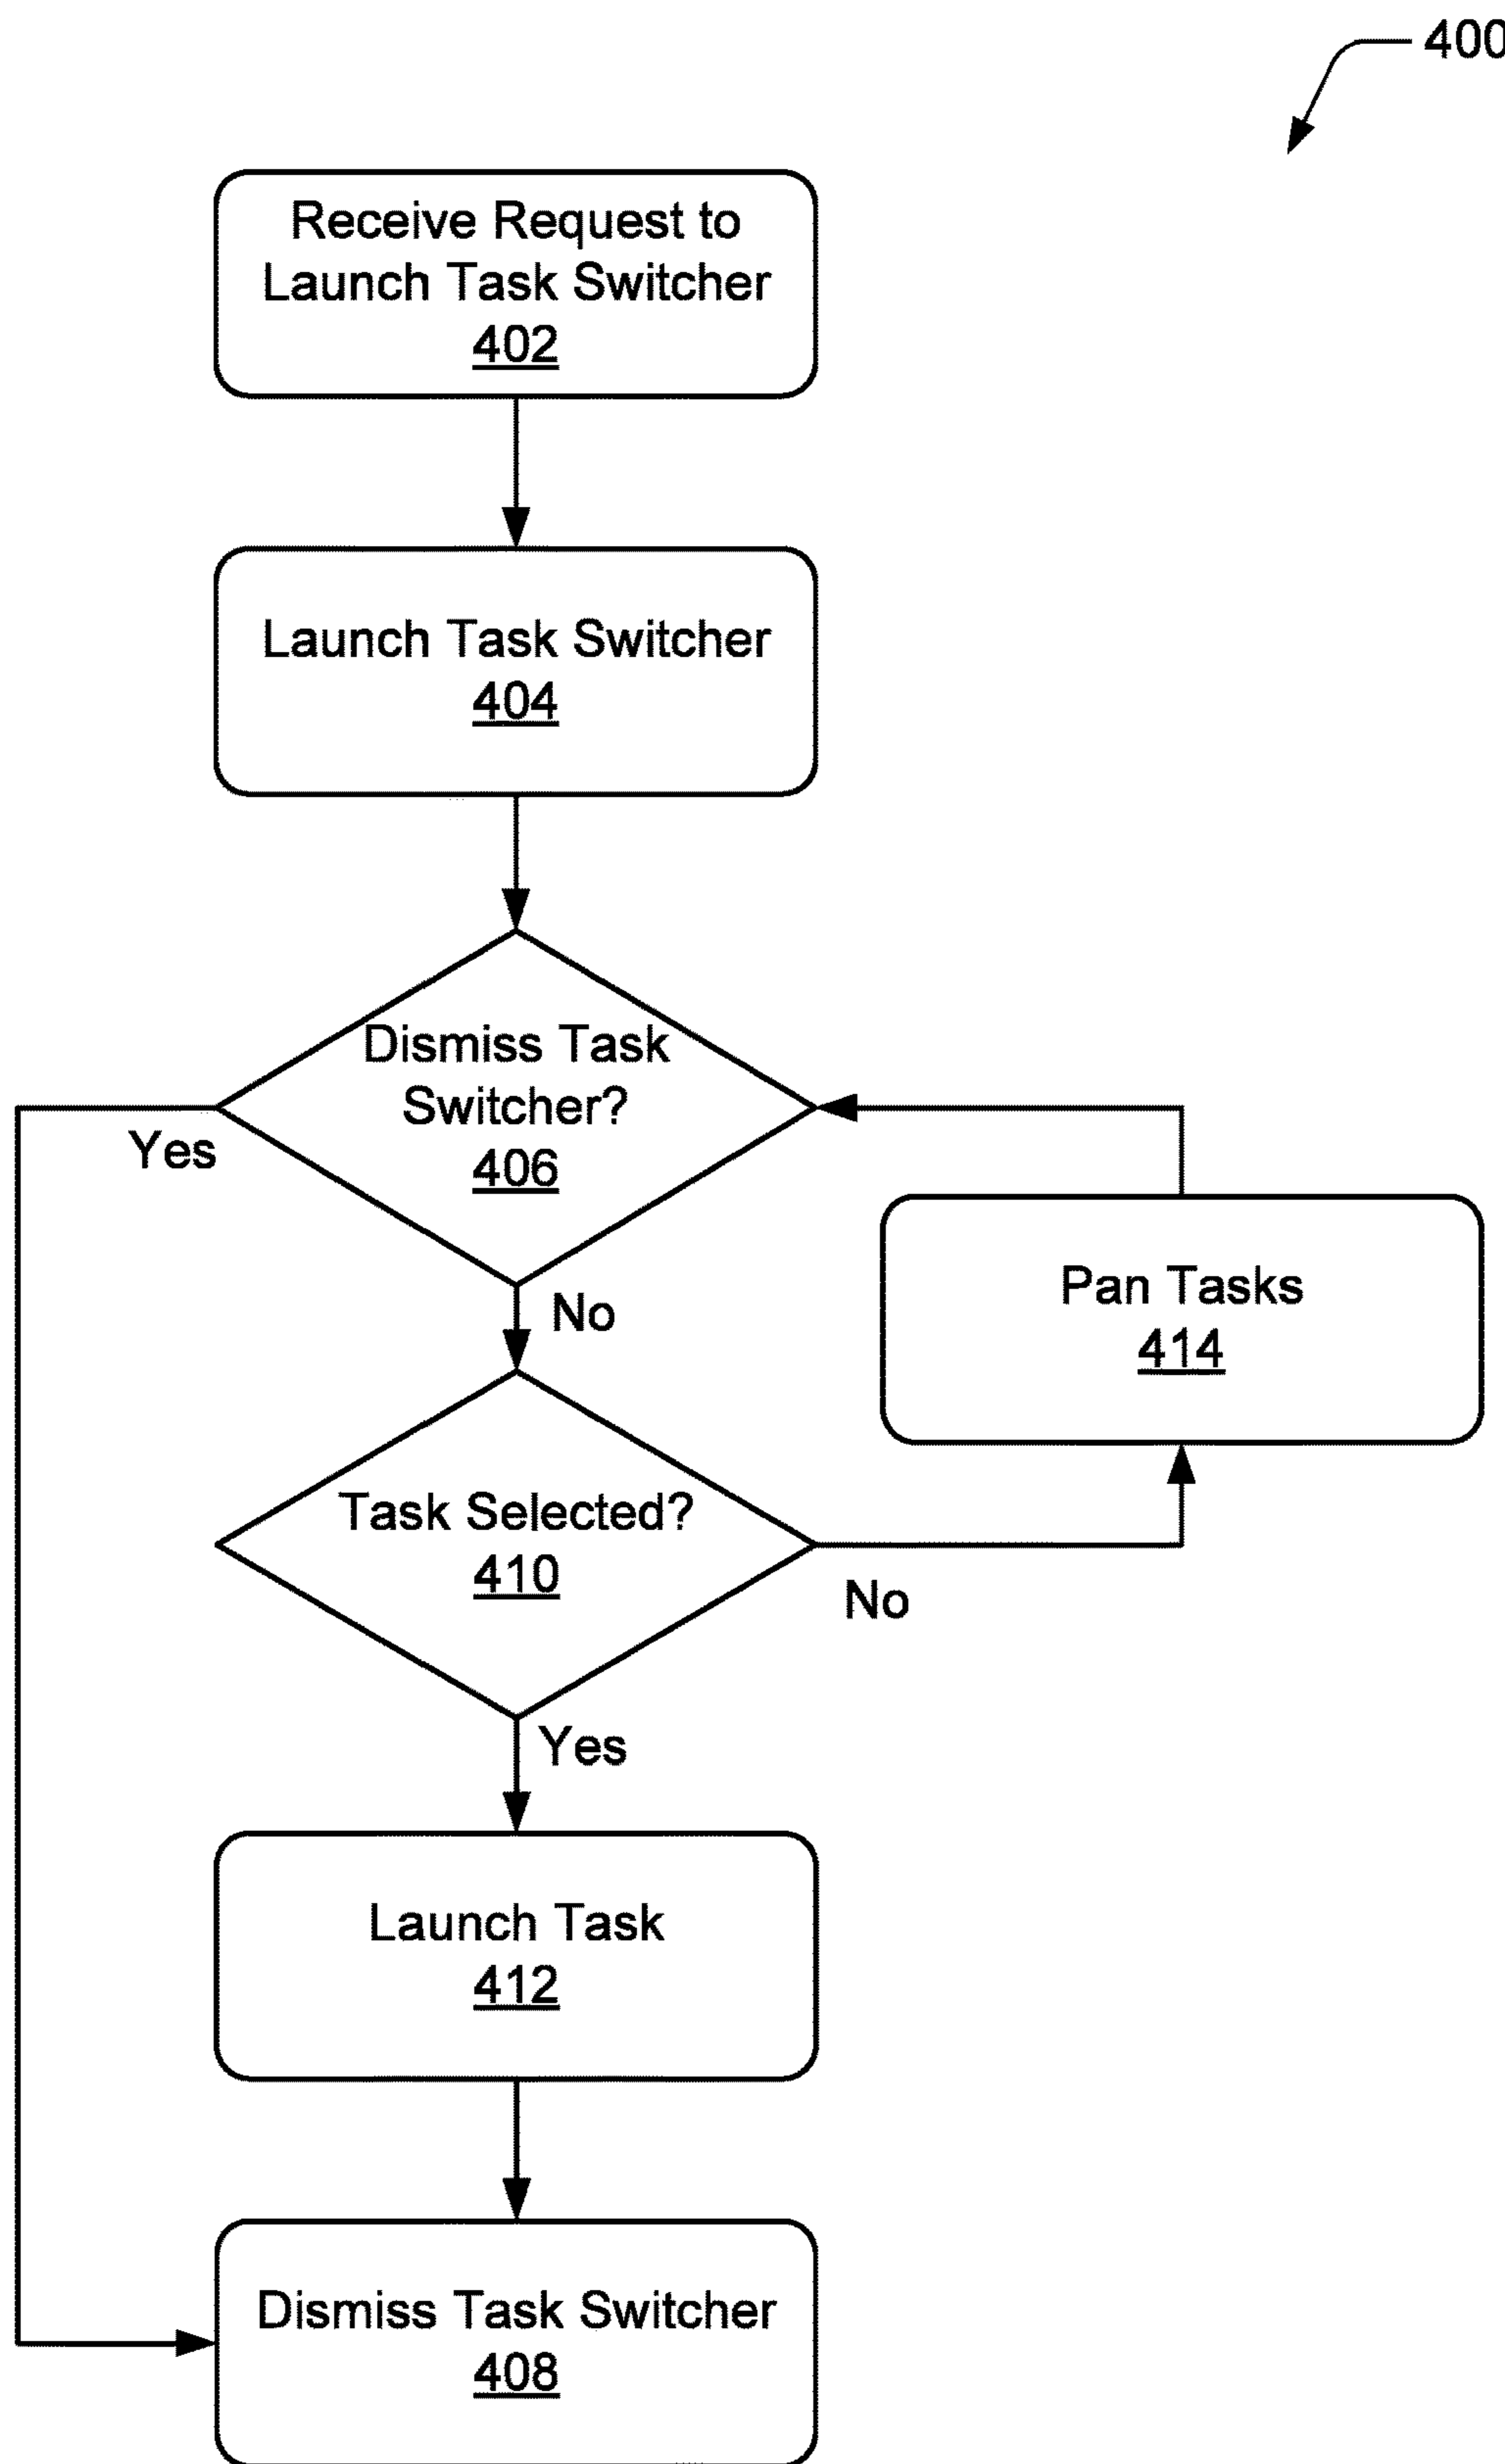 400
Receive Request to
Launch Task Switcher
402
Launch Task Switcher
404
Dismiss Task
Switcher?
406
Yes
No
Pan Tasks
414
Task Selected?
410
No
Yes
Launch Task
412
Dismiss Task Switcher
408